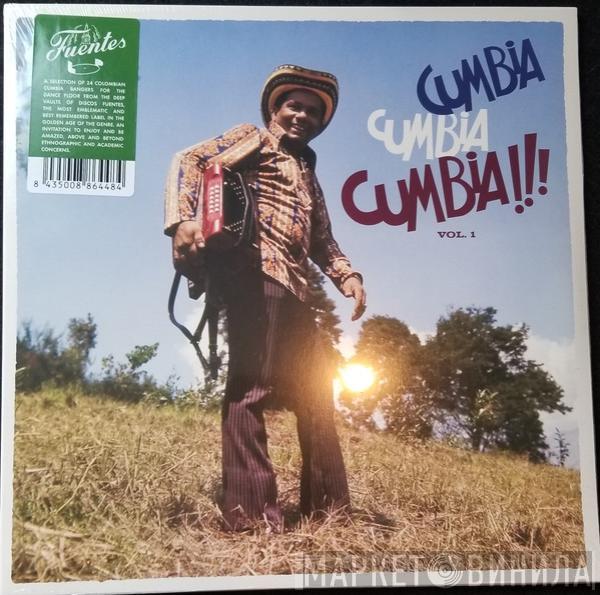 Fuentes
A SELECTION OF 24 COLOMBIAN
CUMBIA BANGERS FOR THE
DANCE FLOOR FROM THE DEEP
VAULTS OF DISCOS FUENTES,
THE MOST EMBLEMATIC AND
BEST REMEMBERED LABEL IN THE
GOLDEN AGE OF THE GENRE. AN
INVITATION TO ENJOY AND BE
AMAZED, ABOVE AND BEYOND
ETHNOGRAPHIC AND ACADEMIC
CONCERNS.
8 435008 864484
CUMBiA
CUMBiA
CUMBiA!!!
VOL. 1
МАРКЕТ ВИНИЛА